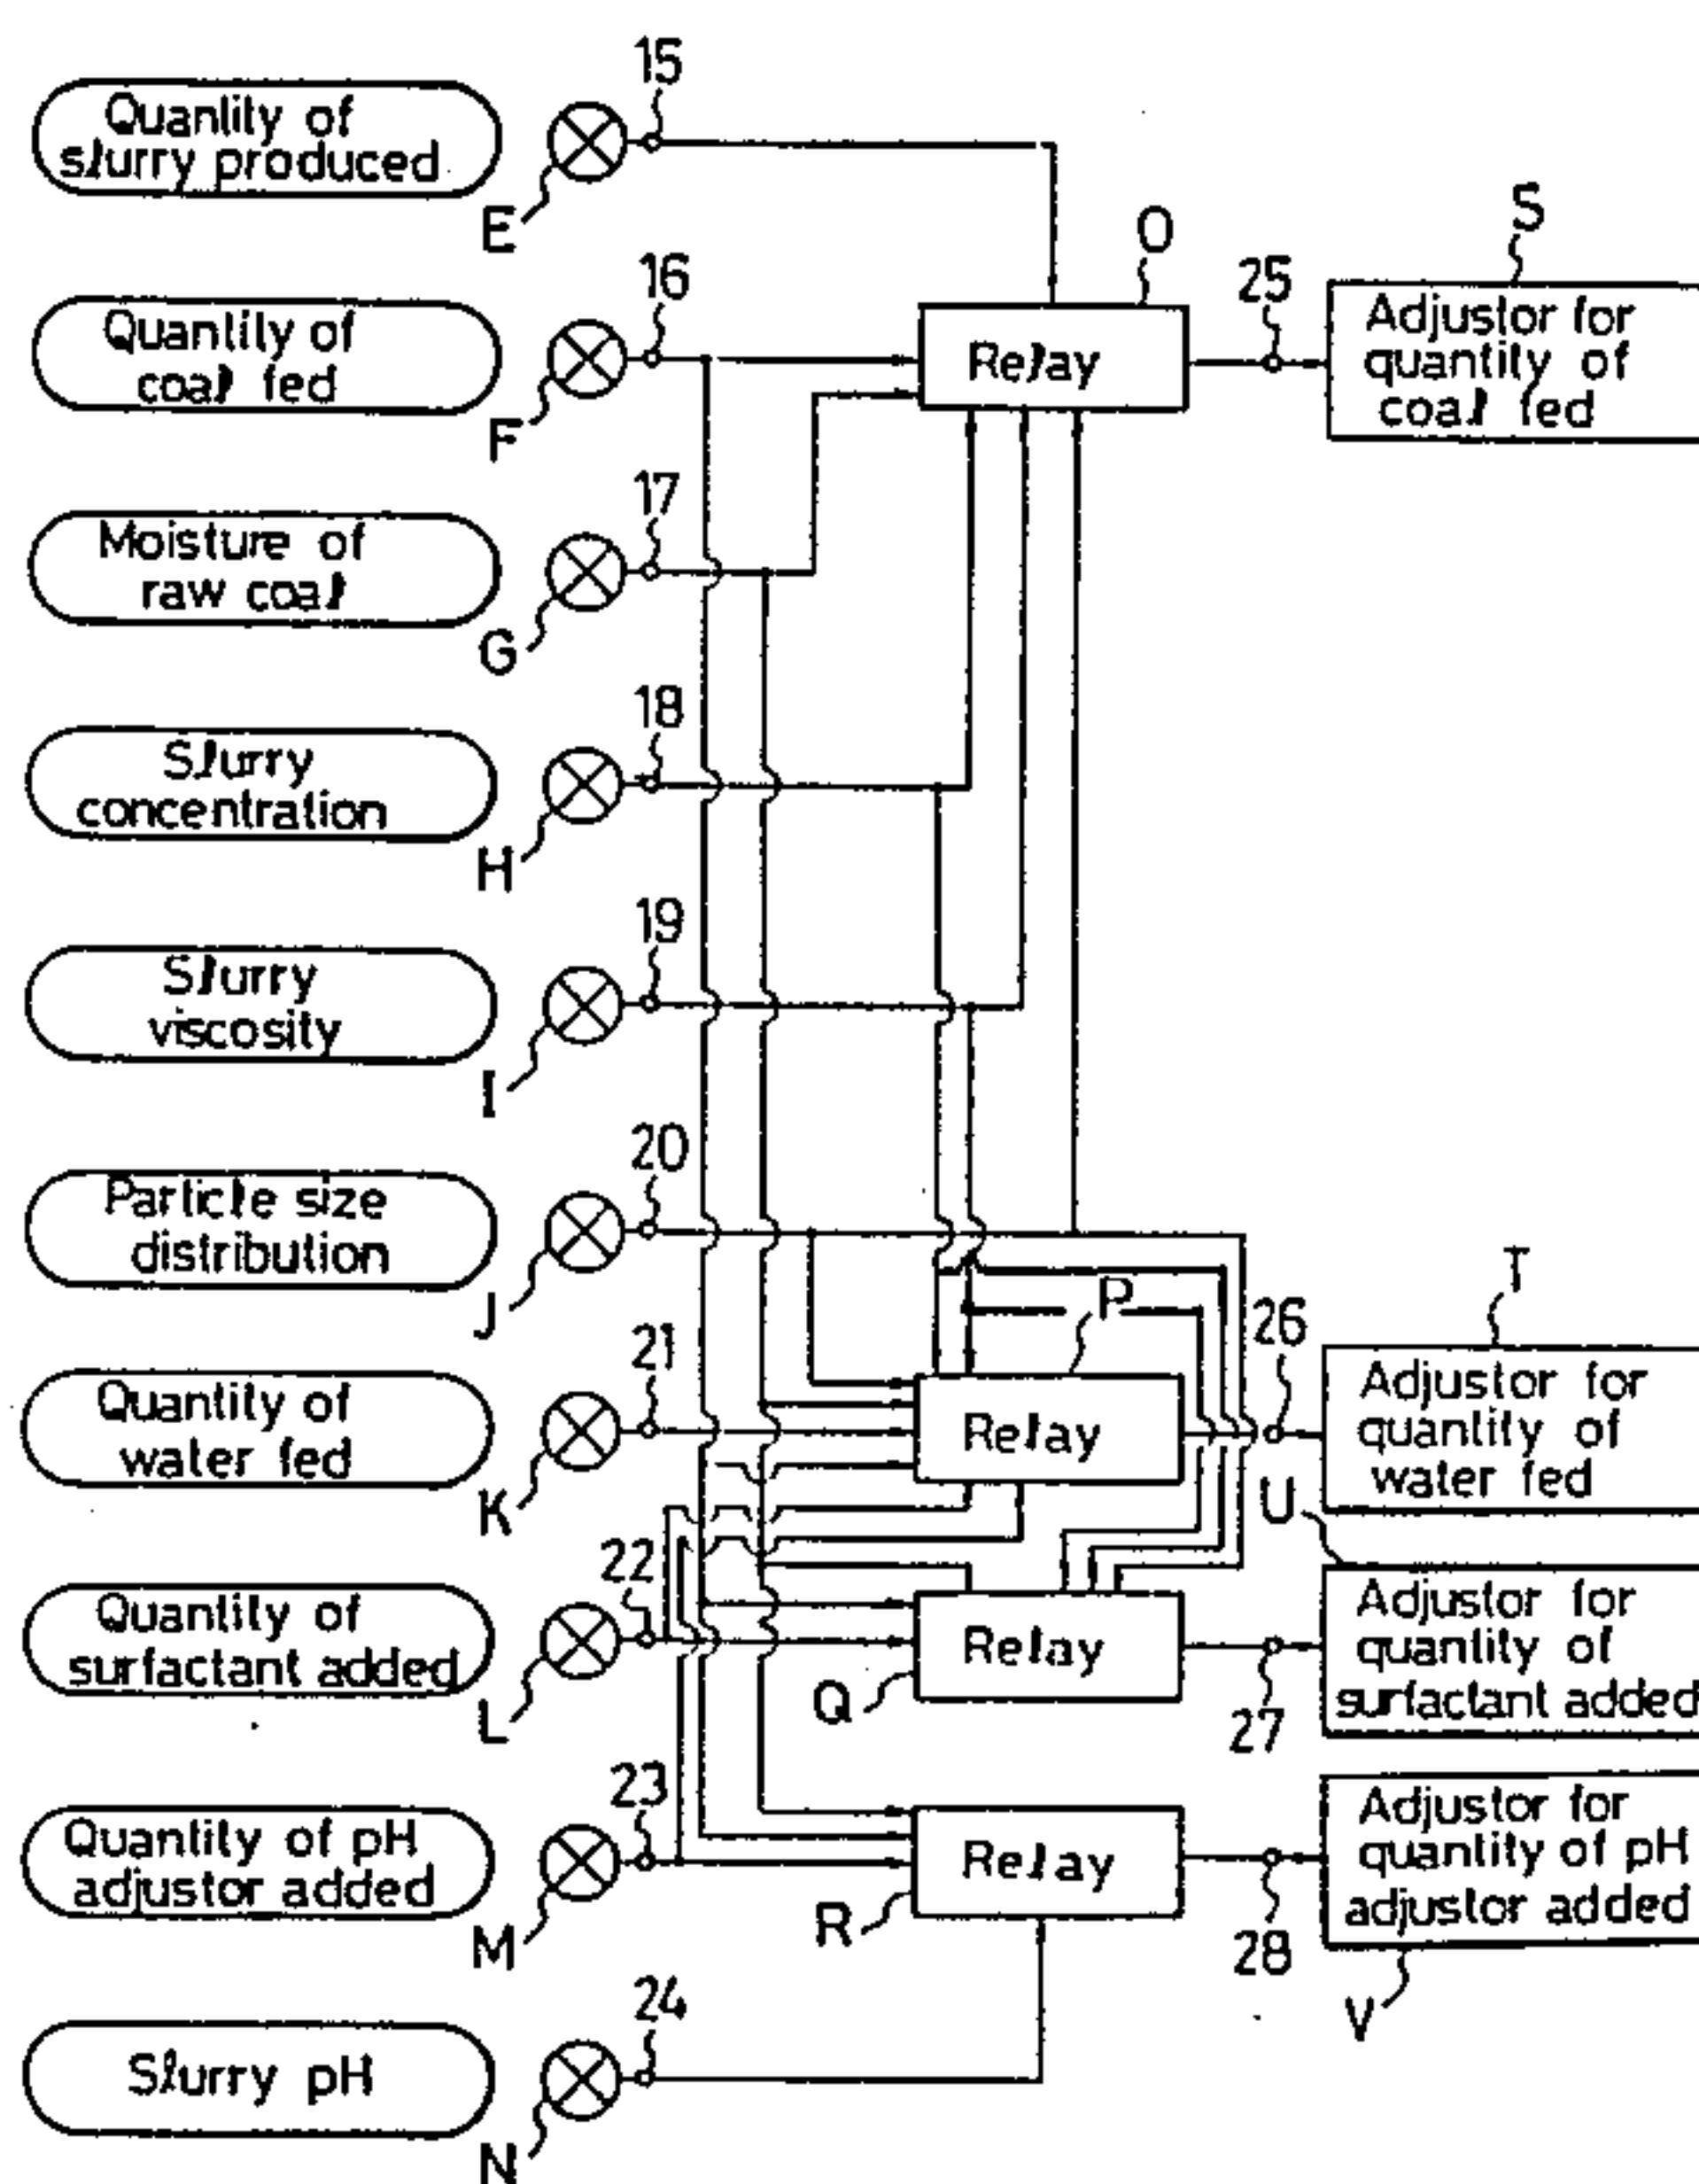 15
Quantity of
slurry produced
E
O
S
16
25
Quantity of
coal fed
Relay
Adjustor for
quantity of
coal fed
F
17
Moisture of
raw coal
G
18
Slurry
concentration
H
19
Slurry
viscosity
I
20
Particle size
distribution
J
P
T
21
26
Quantity of
water fed
Relay
Adjustor for
quantity of
water fed
K
U
22
Quantity of
surfactant added
Relay
Adjustor for
quantity of
surfactant added
L
Q
27
23
Quantity of pH
adjustor added
Relay
Adjustor for
quantity of pH
adjustor added
M
R
28
V
24
Slurry pH
N